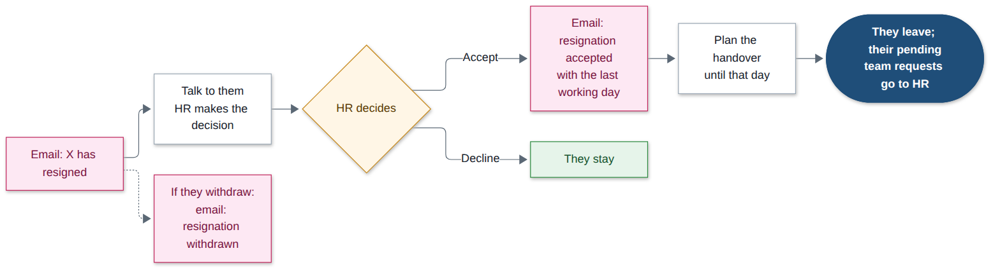 Email: X has
resigned
Talk to them
HR makes the
decision
If they withdraw:
email:
resignation
withdrawn
HR decides
Accept
Decline
Email:
resignation
accepted
with the last
working day
They stay
Plan the
handover
until that day
They leave;
their pending
team requests
go to HR